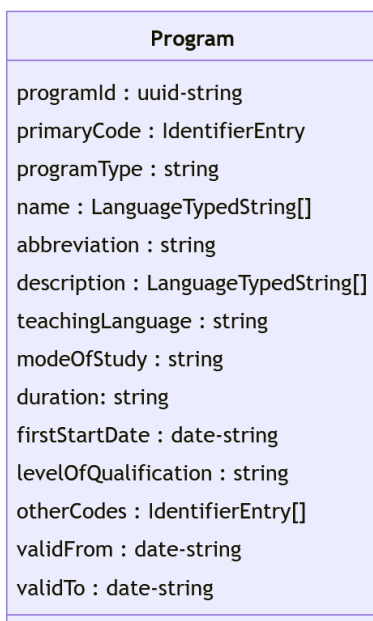 Program
programId : uuid-string
primaryCode : IdentifierEntry
programType : string
name : LanguageTypedString[]
abbreviation : string
description : LanguageTypedString[]
teachingLanguage : string
modeOfStudy : string
duration: string
firstStartDate : date-string
levelOfQualification : string
otherCodes : IdentifierEntry[]
validFrom : date-string
validTo : date-string